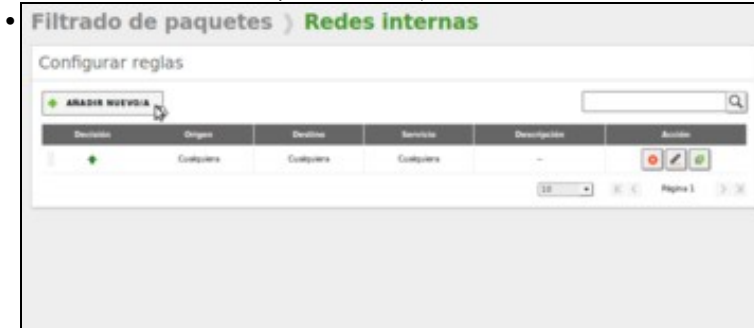 Filtrado de paquetes ⟩ Redes internas
Configurar reglas
AÑADIR NUEVO/A
Decisión Origen Destino Servicio Descripción Acción
Cualquiera Cualquiera Cualquiera -
10 Página 1